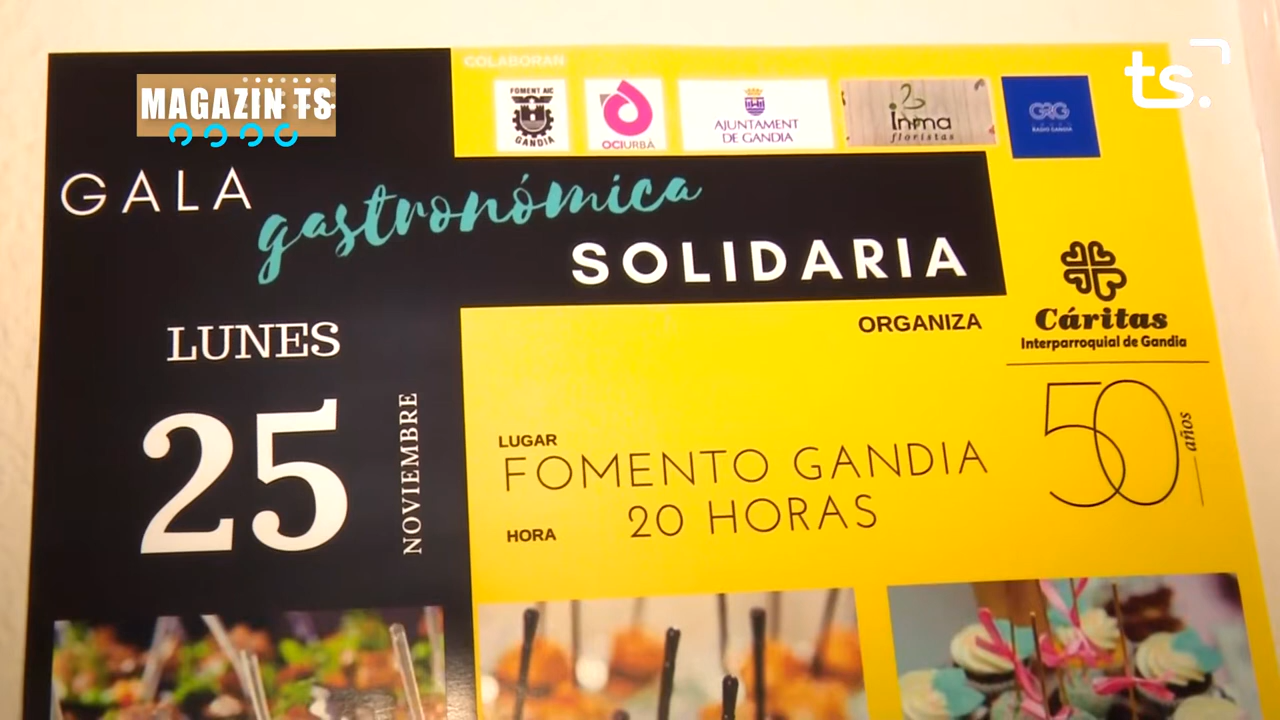 COLABORAN
ts.
MAGAZIN TS
FOMENT AIC
GANDIA
OCIURBÀ
AJUNTAMENT
DE GANDIA
inma
floristas
GRG
RADIO GANDIA
GALA
gastronómica
SOLIDARIA
ORGANIZA
Cáritas
Interparroquial de Gandia
50 años
LUNES
25
NOVIEMBRE
LUGAR
FOMENTO GANDIA
20 HORAS
HORA